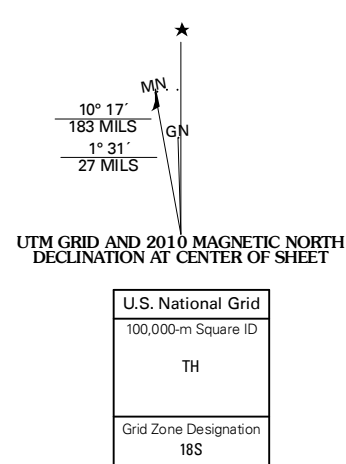 ★
MN
10° 17´
183 MILS
GN
1° 31´
27 MILS
UTM GRID AND 2010 MAGNETIC NORTH
DECLINATION AT CENTER OF SHEET
U.S. National Grid
100,000-m Square ID
TH
Grid Zone Designation
18S